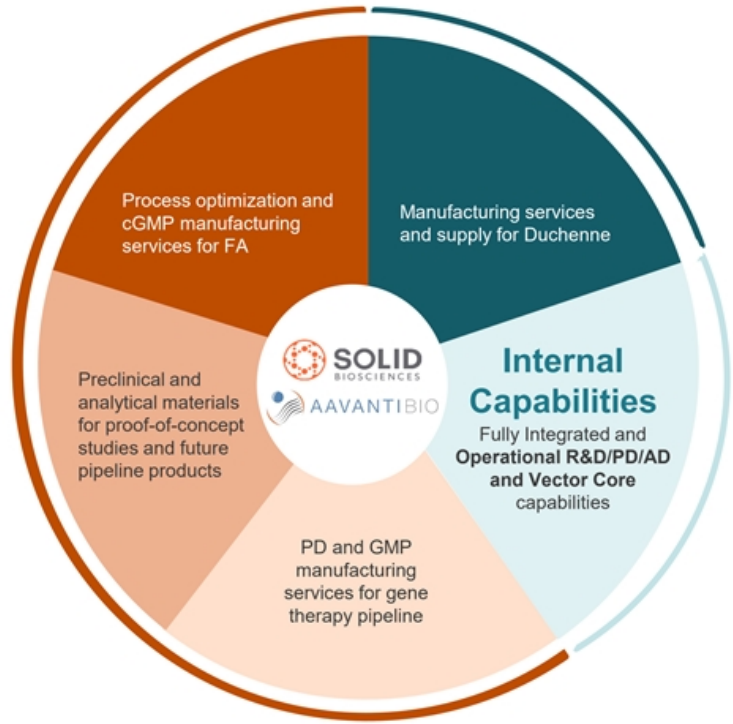 Process optimization and
cGMP manufacturing
services for FA
Manufacturing services
and supply for Duchenne
Internal
Capabilities
Fully Integrated and
Operational R&D/PD/AD
and Vector Core
capabilities
PD and GMP
manufacturing
services for gene
therapy pipeline
Preclinical and
analytical materials
for proof-of-concept
studies and future
pipeline products
SOLID
BIOSCIENCES
AAVANTIBIO